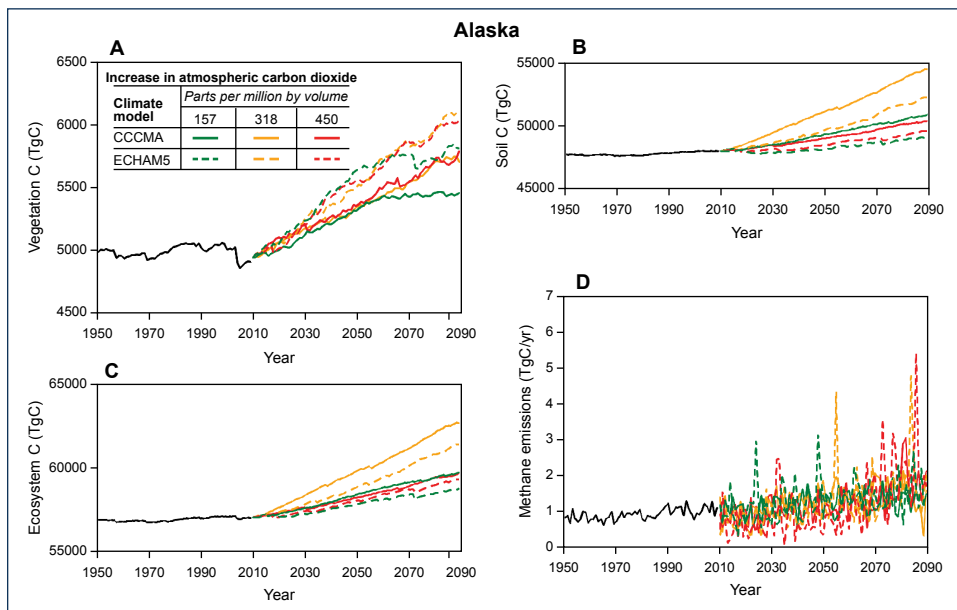 Alaska
A
Vegetation C (TgC)
6500
6000
5500
5000
4500
Increase in atmospheric carbon dioxide
Climate model
Parts per million by volume
157 318 450
CCCMA
ECHAM5
1950 1970 1990 2010 2030 2050 2070 2090
Year
B
Soil C (TgC)
55000
50000
45000
1950 1970 1990 2010 2030 2050 2070 2090
Year
C
Ecosystem C (TgC)
65000
60000
55000
1950 1970 1990 2010 2030 2050 2070 2090
Year
D
Methane emissions (TgC/yr)
7
6
5
4
3
2
1
0
1950 1970 1990 2010 2030 2050 2070 2090
Year